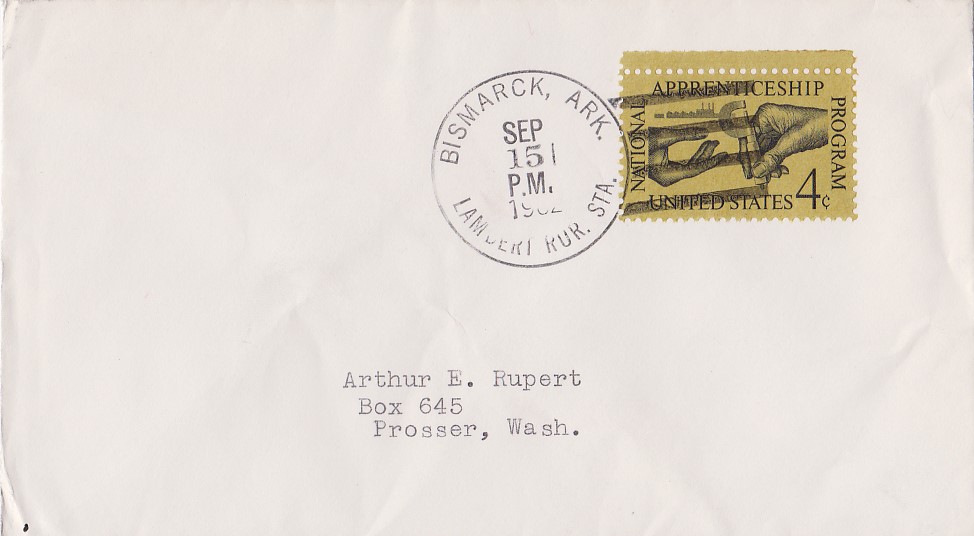 BISMARCK, ARK.
SEP
15
P.M.
1962
LAMBERT RUR. STA.
NATIONAL APPRENTICESHIP PROGRAM
UNITED STATES 4¢
Arthur E. Rupert
Box 645
Prosser, Wash.